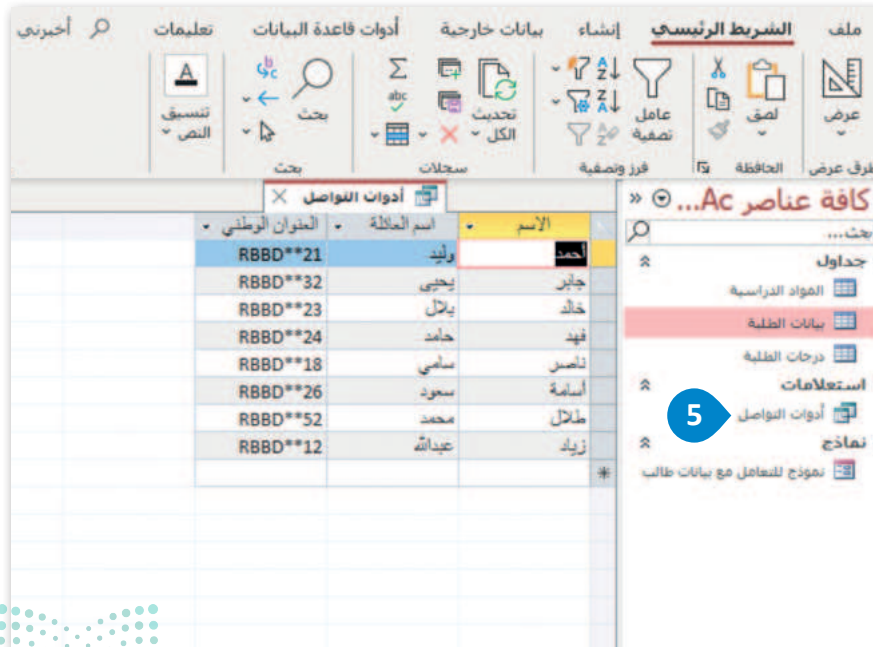 ملف الشريط الرئيسي إنشاء بيانات خارجية أدوات قاعدة البيانات تعليمات أخبرني
عرض
لصق
عامل تصفية
تحديث الكل
abc
بحث
تنسيق النص
طرق عرض الحافظة فرز وتصفية سجلات بحث
كافة عناصر Ac...
بحث...
جداول
المواد الدراسية
بيانات الطلبة
درجات الطلبة
استعلامات
أدوات التواصل
5
نماذج
نموذج للتعامل مع بيانات طالب
أدوات التواصل
الاسم اسم العائلة العنوان الوطني
أحمد وليد RBBD**21
جابر يحيى RBBD**32
خالد بلال RBBD**23
فهد حامد RBBD**24
ناصر سامي RBBD**18
أسامة سعود RBBD**26
طلال محمد RBBD**52
زياد عبدالله RBBD**12